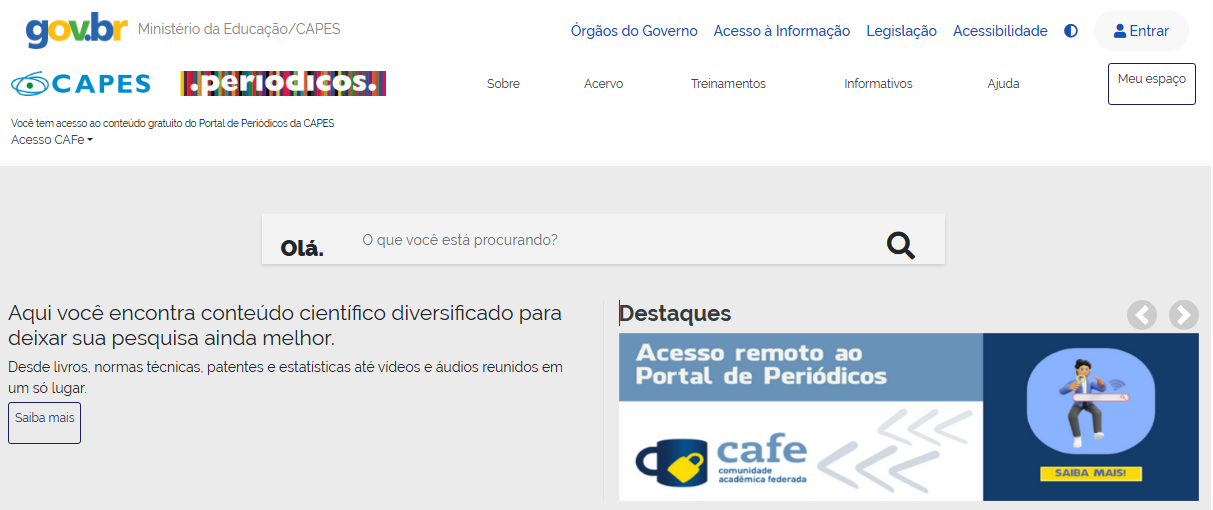 gov.br Ministério da Educação/CAPES
Órgãos do Governo Acesso à Informação Legislação Acessibilidade Entrar
CAPES .periodicos. Sobre Acervo Treinamentos Informativos Ajuda Meu espaço
Você tem acesso ao conteúdo gratuito do Portal de Periódicos da CAPES
Acesso CAFe
Olá. O que você está procurando?
Aqui você encontra conteúdo científico diversificado para
deixar sua pesquisa ainda melhor.
Desde livros, normas técnicas, patentes e estatísticas até vídeos e áudios reunidos em
um só lugar.
Saiba mais
Destaques
Acesso remoto ao
Portal de Periódicos
cafe
comunidade
acadêmica federada
SAIBA MAIS!